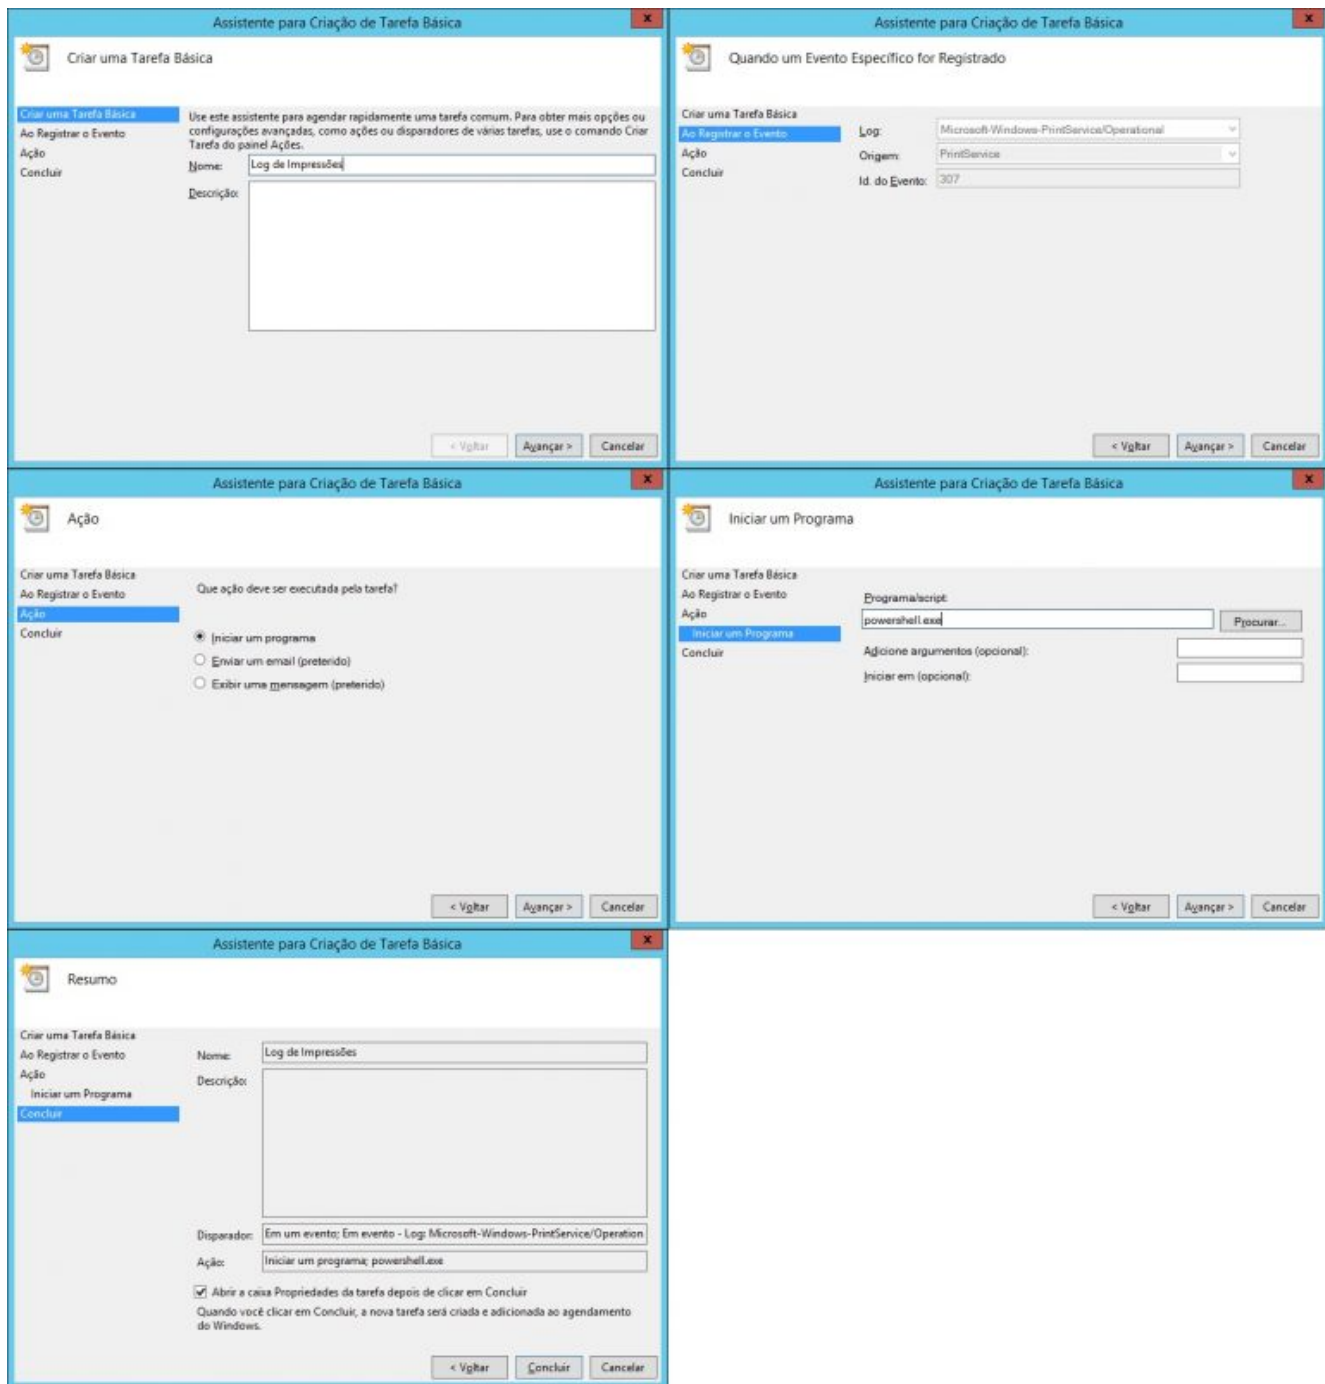 Assistente para Criação de Tarefa Básica
x
Criar uma Tarefa Básica
Criar uma Tarefa Básica
Ao Registrar o Evento
Ação
Concluir
Use este assistente para agendar rapidamente uma tarefa comum. Para obter mais opções ou
configurações avançadas, como ações ou disparadores de várias tarefas, use o comando Criar
Tarefa do painel Ações.
Nome: Log de Impressões
Descrição:
< Voltar Avançar > Cancelar
Assistente para Criação de Tarefa Básica
x
Quando um Evento Específico for Registrado
Criar uma Tarefa Básica
Ao Registrar o Evento
Ação
Concluir
Log: Microsoft-Windows-PrintService/Operational
Origem: PrintService
Id. do Evento: 307
< Voltar Avançar > Cancelar
Assistente para Criação de Tarefa Básica
x
Ação
Criar uma Tarefa Básica
Ao Registrar o Evento
Ação
Concluir
Que ação deve ser executada pela tarefa?
Iniciar um programa
Enviar um email (preterido)
Exibir uma mensagem (preterido)
< Voltar Avançar > Cancelar
Assistente para Criação de Tarefa Básica
x
Iniciar um Programa
Criar uma Tarefa Básica
Ao Registrar o Evento
Ação
Iniciar um Programa
Concluir
Programa/script:
powershell.exe Procurar...
Adicione argumentos (opcional):
Iniciar em (opcional):
< Voltar Avançar > Cancelar
Assistente para Criação de Tarefa Básica
x
Resumo
Criar uma Tarefa Básica
Ao Registrar o Evento
Ação
Iniciar um Programa
Concluir
Nome: Log de Impressões
Descrição:
Disparador: Em um evento; Em evento - Log: Microsoft-Windows-PrintService/Operation
Ação: Iniciar um programa; powershell.exe
Abrir a caixa Propriedades da tarefa depois de clicar em Concluir
Quando você clicar em Concluir, a nova tarefa será criada e adicionada ao agendamento
do Windows.
< Voltar Concluir Cancelar